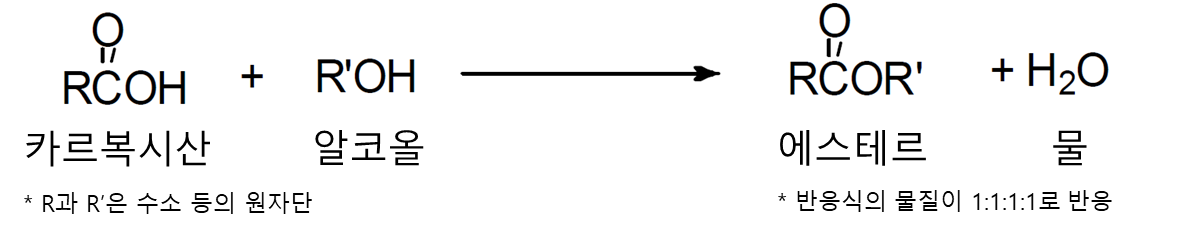 O
RCOH + R'OH → RCOR' + H₂O
카르복시산 알코올 에스테르 물
* R과 R′은 수소 등의 원자단 * 반응식의 물질이 1:1:1:1로 반응